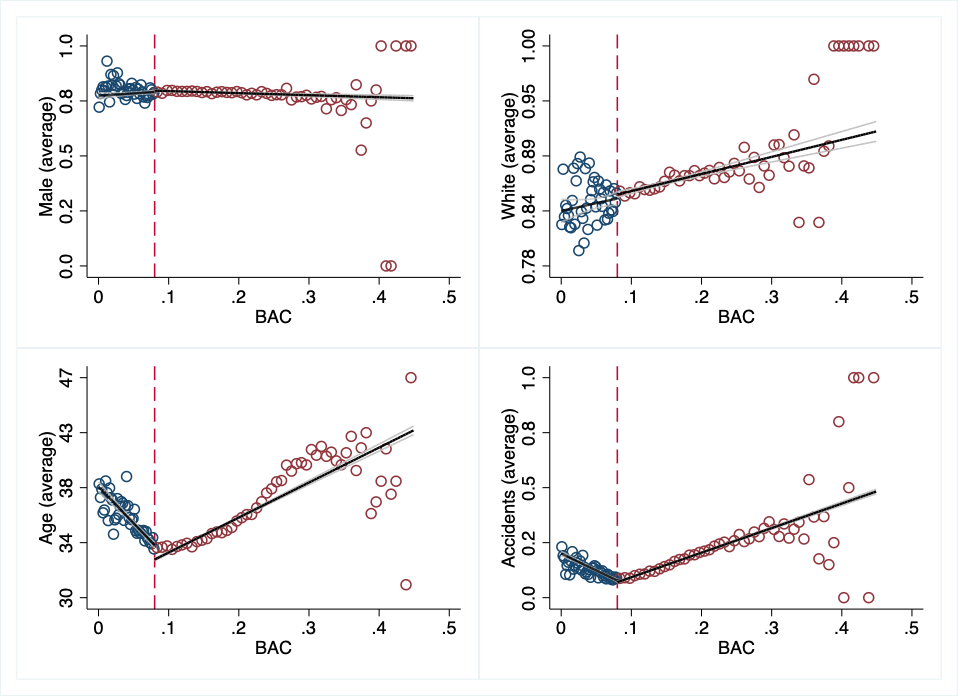 Male (average)
1.0
0.8
0.5
0.2
0.0
0 .1 .2 .3 .4 .5
BAC
White (average)
1.00
0.95
0.89
0.84
0.78
0 .1 .2 .3 .4 .5
BAC
Age (average)
47
43
38
34
30
0 .1 .2 .3 .4 .5
BAC
Accidents (average)
1.0
0.8
0.5
0.2
0.0
0 .1 .2 .3 .4 .5
BAC